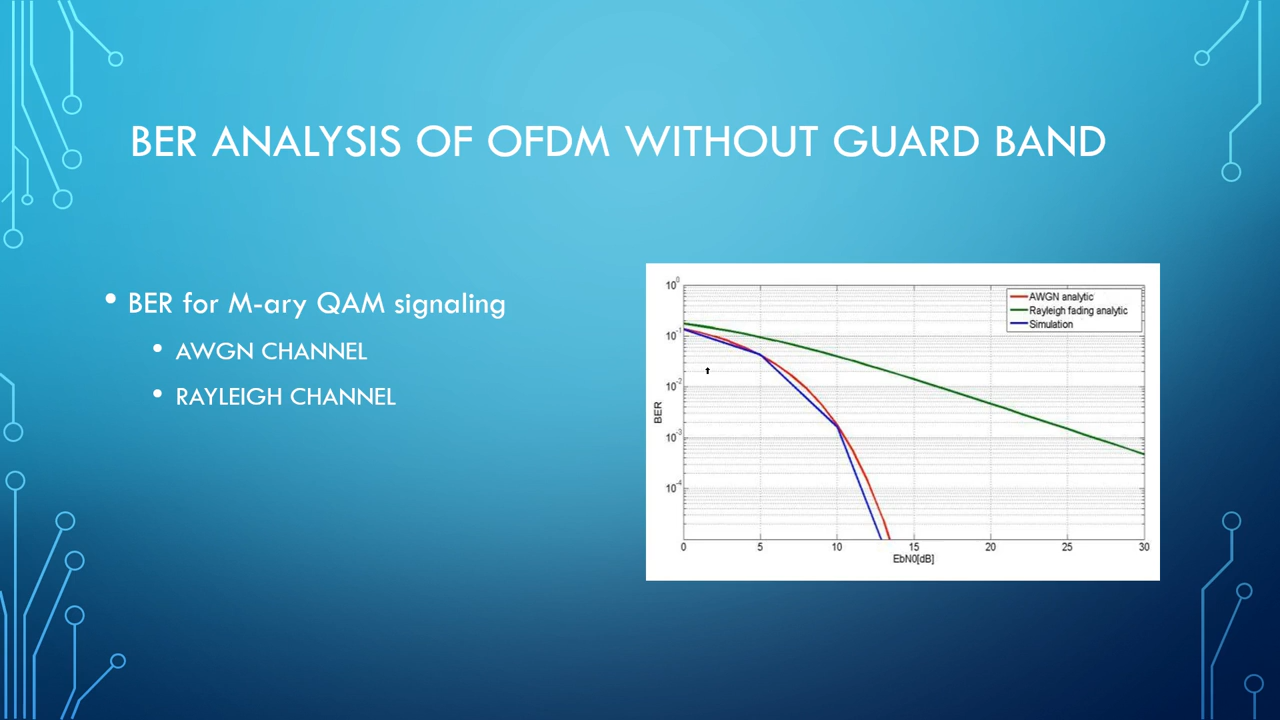 BER ANALYSIS OF OFDM WITHOUT GUARD BAND
• BER for M-ary QAM signaling
• AWGN CHANNEL
• RAYLEIGH CHANNEL
AWGN analytic
Rayleigh fading analytic
Simulation
BER
10^0
10^-1
10^-2
10^-3
10^-4
0 5 10 15 20 25 30
EbN0[dB]